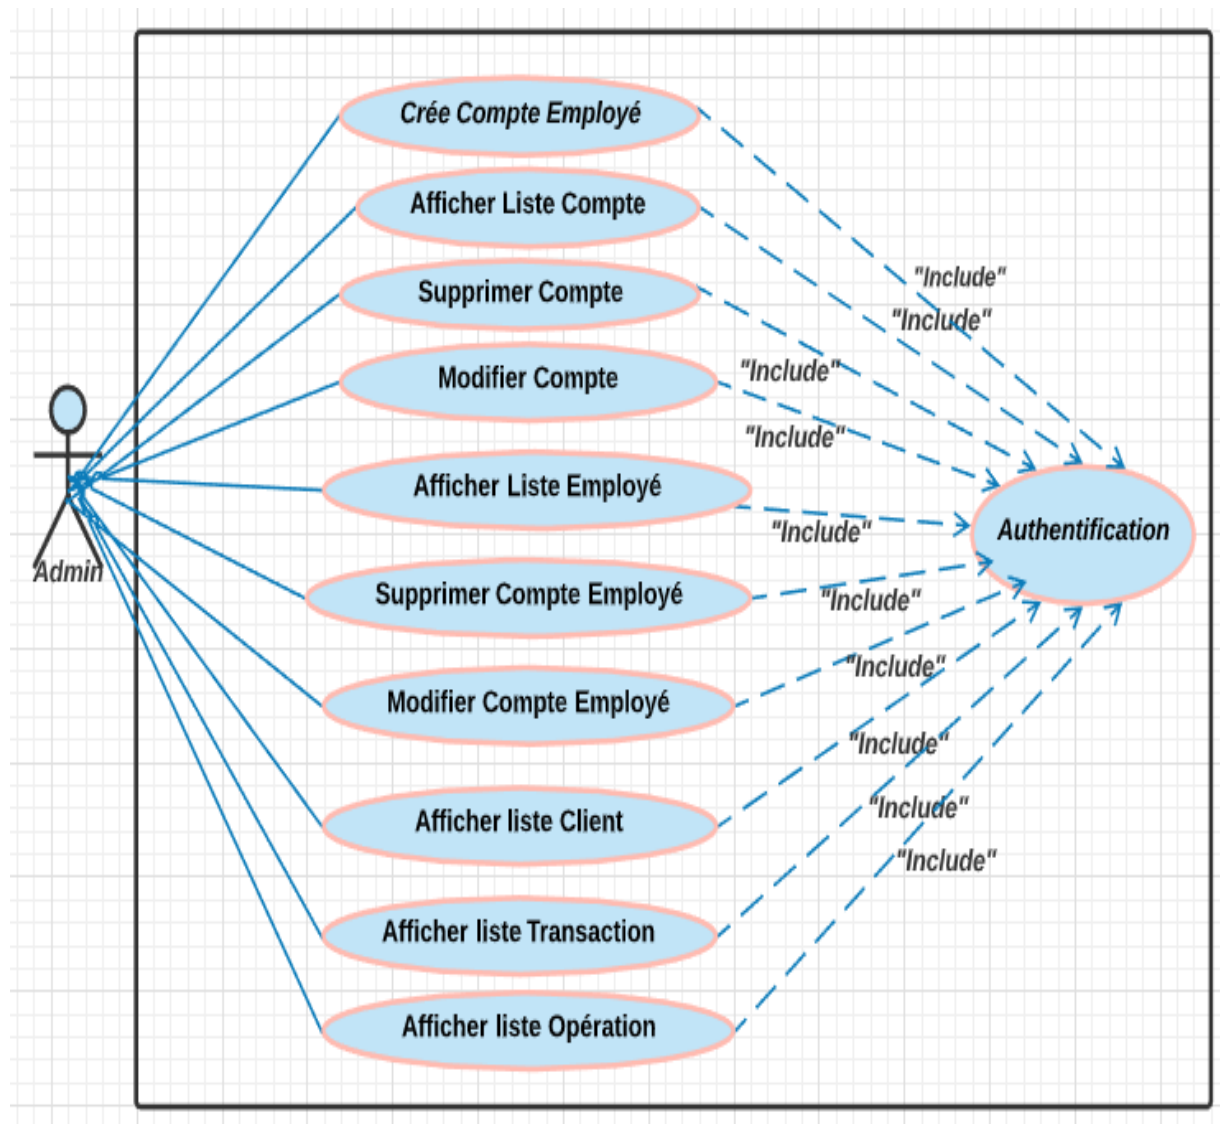 Crée Compte Employé
Afficher Liste Compte
"Include"
Supprimer Compte
"Include"
"Include"
Modifier Compte
"Include"
Afficher Liste Employé
"Include"
Authentification
Admin
Supprimer Compte Employé
"Include"
"Include"
Modifier Compte Employé
"Include"
"Include"
Afficher liste Client
"Include"
Afficher liste Transaction
Afficher liste Opération